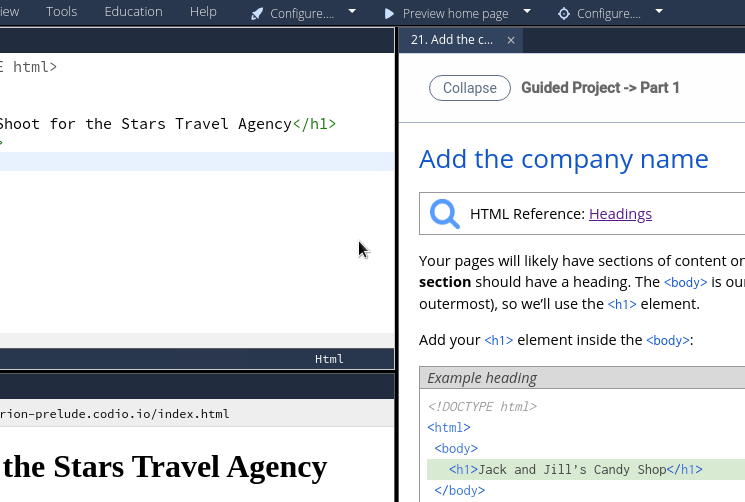 iew Tools Education Help Configure.... Preview home page Configure....
21. Add the c... ×
E html>
Shoot for the Stars Travel Agency</h1>
>
Html
rion-prelude.codio.io/index.html
the Stars Travel Agency
Collapse Guided Project -> Part 1
Add the company name
HTML Reference: Headings
Your pages will likely have sections of content or
section should have a heading. The <body> is ou
outermost), so we’ll use the <h1> element.
Add your <h1> element inside the <body>:
Example heading
<!DOCTYPE html>
<html>
<body>
<h1>Jack and Jill’s Candy Shop</h1>
</body>